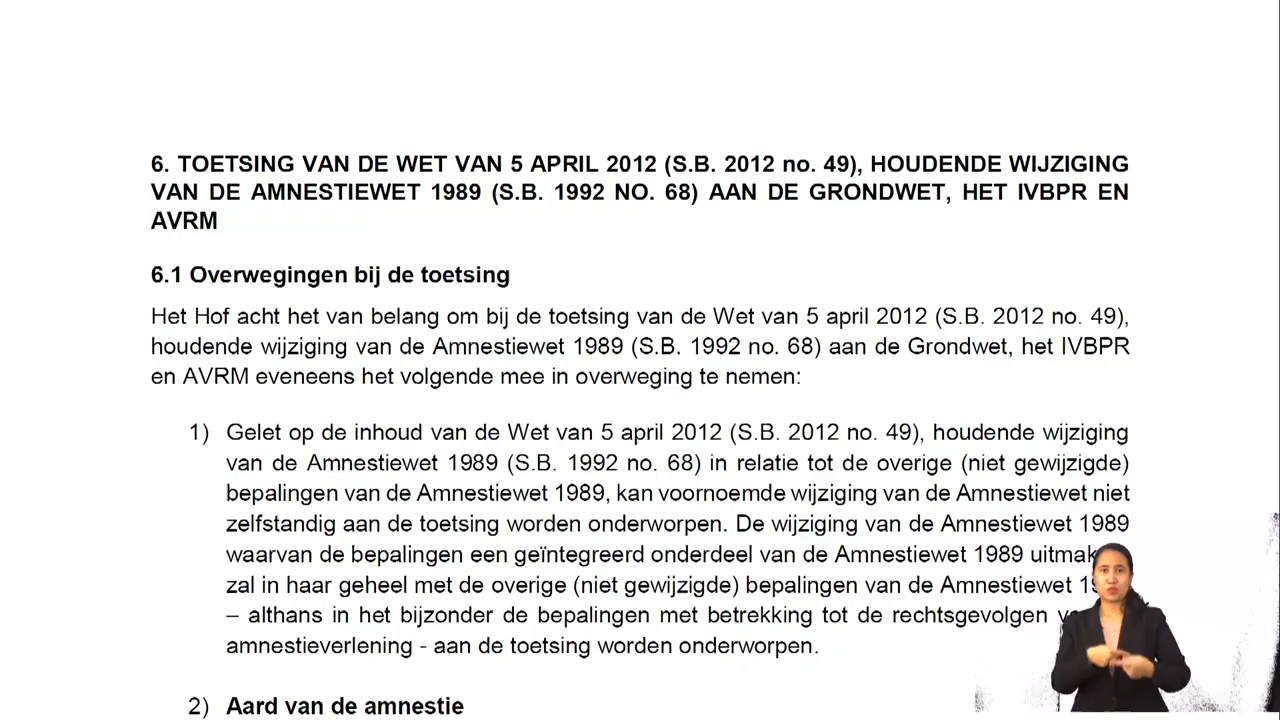 6. TOETSING VAN DE WET VAN 5 APRIL 2012 (S.B. 2012 no. 49), HOUDENDE WIJZIGING
VAN DE AMNESTIEWET 1989 (S.B. 1992 NO. 68) AAN DE GRONDWET, HET IVBPR EN
AVRM
6.1 Overwegingen bij de toetsing
Het Hof acht het van belang om bij de toetsing van de Wet van 5 april 2012 (S.B. 2012 no. 49),
houdende wijziging van de Amnestiewet 1989 (S.B. 1992 no. 68) aan de Grondwet, het IVBPR
en AVRM eveneens het volgende mee in overweging te nemen:
1) Gelet op de inhoud van de Wet van 5 april 2012 (S.B. 2012 no. 49), houdende wijziging
van de Amnestiewet 1989 (S.B. 1992 no. 68) in relatie tot de overige (niet gewijzigde)
bepalingen van de Amnestiewet 1989, kan voornoemde wijziging van de Amnestiewet niet
zelfstandig aan de toetsing worden onderworpen. De wijziging van de Amnestiewet 1989
waarvan de bepalingen een geïntegreerd onderdeel van de Amnestiewet 1989
zal in haar geheel met de overige (niet gewijzigde) bepalingen van de Amnestiewet
– althans in het bijzonder de bepalingen met betrekking tot de rechtsgevolgen
amnestieverlening - aan de toetsing worden onderworpen.
2) Aard van de amnestie